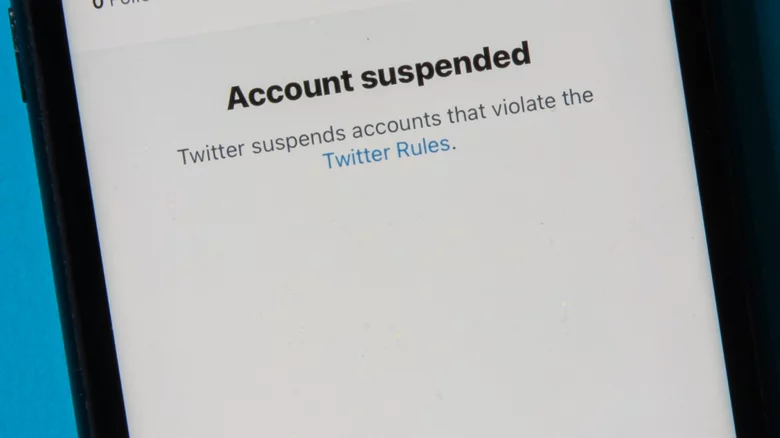 Account suspended
Twitter suspends accounts that violate the
Twitter Rules.